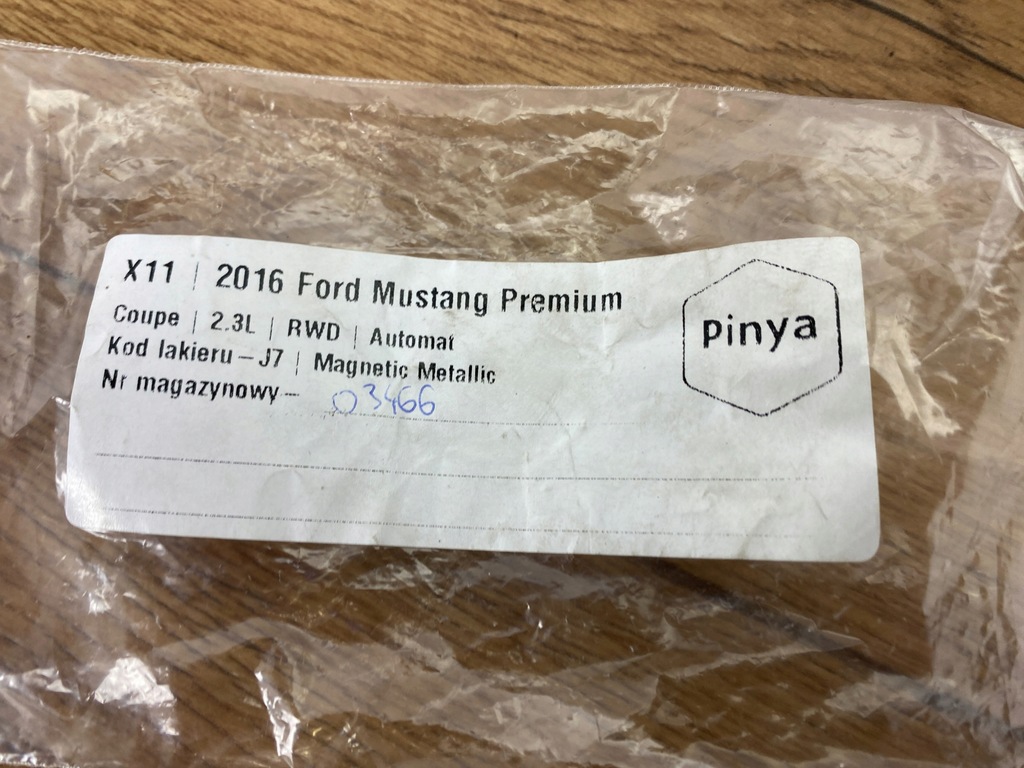 X11 | 2016 Ford Mustang Premium
Coupe | 2.3L | RWD | Automat
Kod lakieru – J7 | Magnetic Metallic
Nr magazynowy – 03466
pinya